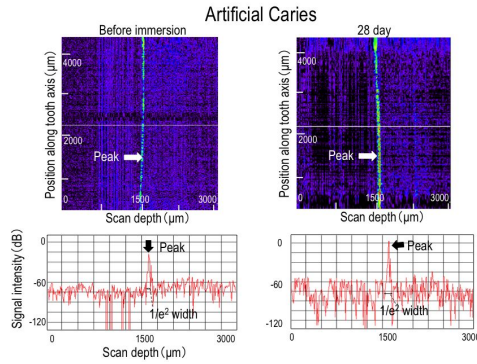 Artificial Caries
Before immersion
28 day
Position along tooth axis (μm)
4000
2000
Peak
0
1500
3000
Scan depth (μm)
Position along tooth axis (μm)
4000
2000
Peak
0
1500
3000
Scan depth (μm)
Signal Intensity (dB)
0
-60
-120
Peak
1/e² width
0
1500
3000
Scan depth (μm)
0
-60
-120
Peak
1/e² width
0
1500
3000